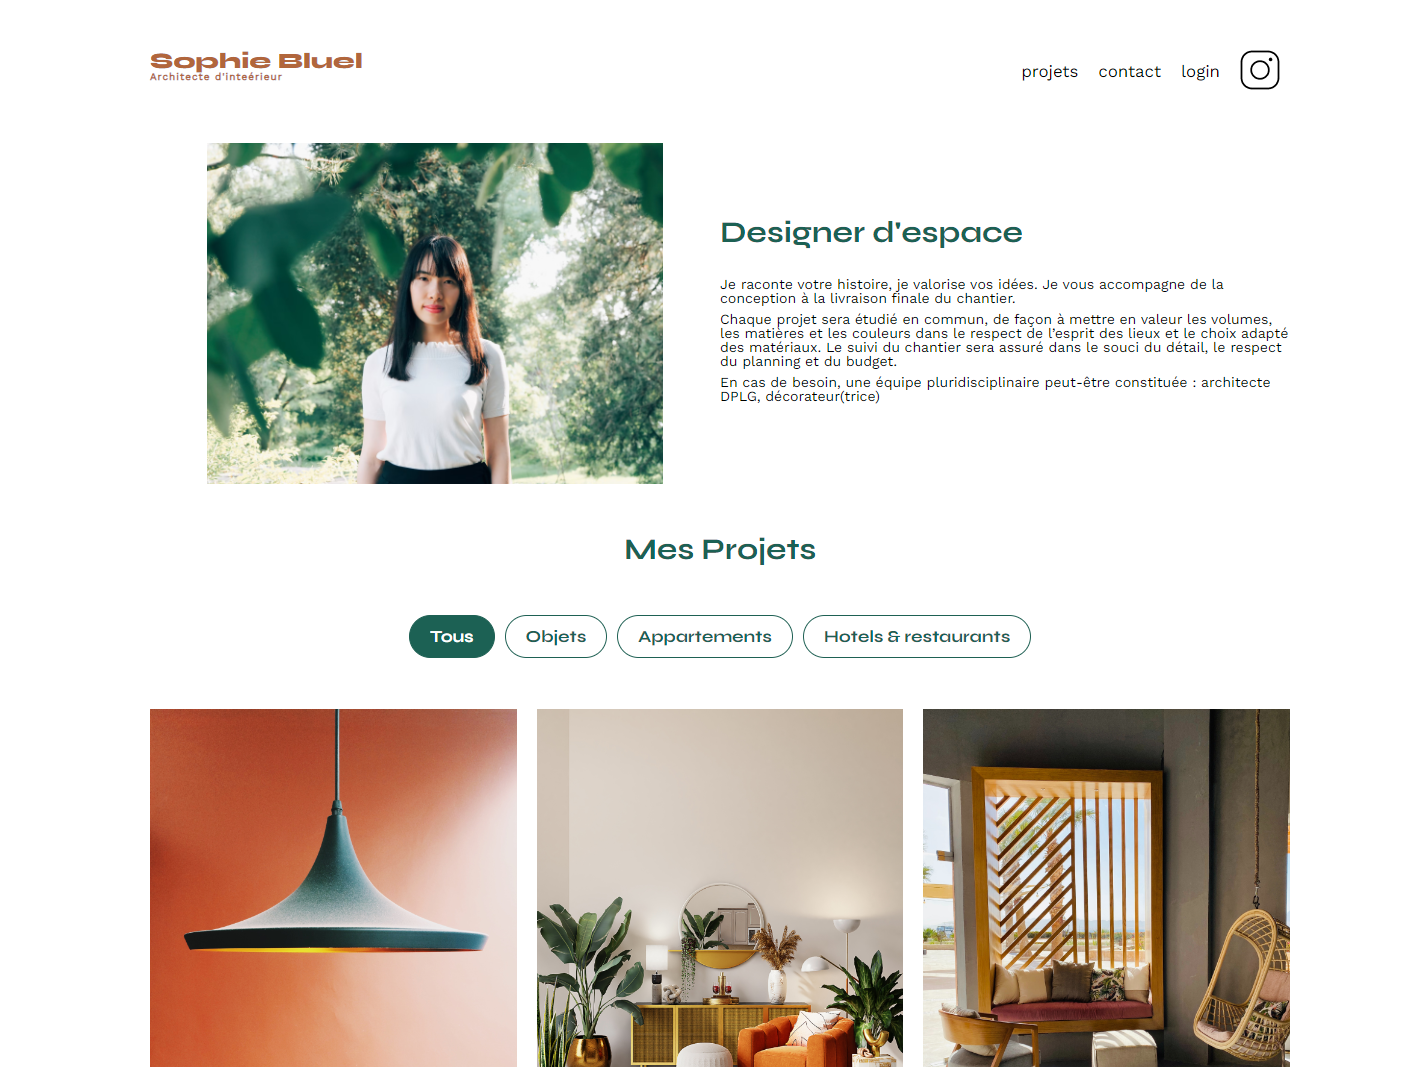 Sophie Bluel
Architecte d'inteérieur
projets contact login
Designer d'espace
Je raconte votre histoire, je valorise vos idées. Je vous accompagne de la
conception à la livraison finale du chantier.
Chaque projet sera étudié en commun, de façon à mettre en valeur les volumes,
les matières et les couleurs dans le respect de l’esprit des lieux et le choix adapté
des matériaux. Le suivi du chantier sera assuré dans le souci du détail, le respect
du planning et du budget.
En cas de besoin, une équipe pluridisciplinaire peut-être constituée : architecte
DPLG, décorateur(trice)
Mes Projets
Tous Objets Appartements Hotels & restaurants